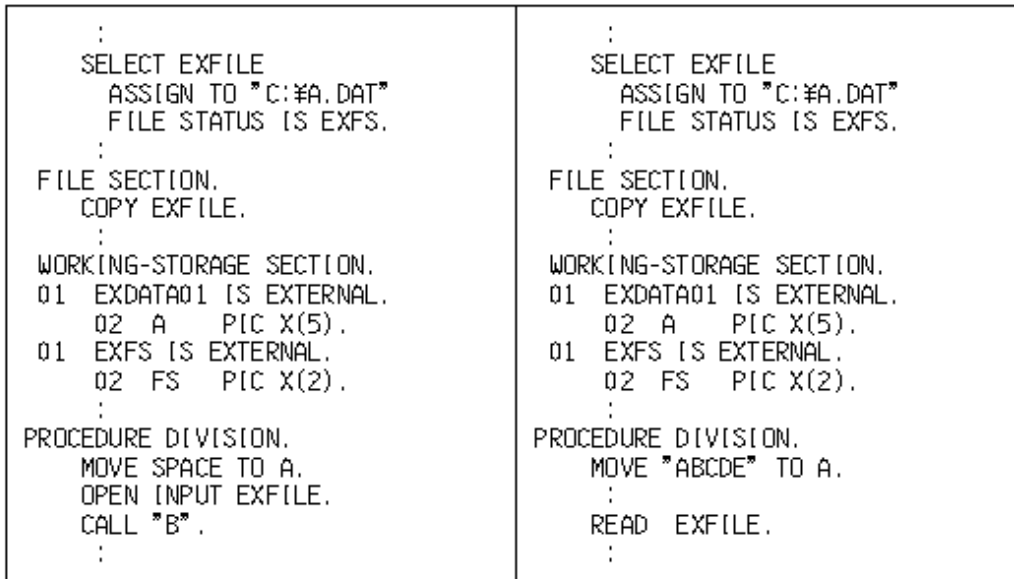 :
SELECT EXFILE
ASSIGN TO "C:¥A.DAT"
FILE STATUS IS EXFS.
:
FILE SECTION.
COPY EXFILE.
:
WORKING-STORAGE SECTION.
01 EXDATA01 IS EXTERNAL.
02 A PIC X(5).
01 EXFS IS EXTERNAL.
02 FS PIC X(2).
:
PROCEDURE DIVISION.
MOVE SPACE TO A.
OPEN INPUT EXFILE.
CALL "B".
:
:
SELECT EXFILE
ASSIGN TO "C:¥A.DAT"
FILE STATUS IS EXFS.
:
FILE SECTION.
COPY EXFILE.
:
WORKING-STORAGE SECTION.
01 EXDATA01 IS EXTERNAL.
02 A PIC X(5).
01 EXFS IS EXTERNAL.
02 FS PIC X(2).
:
PROCEDURE DIVISION.
MOVE "ABCDE" TO A.
:
READ EXFILE.
: